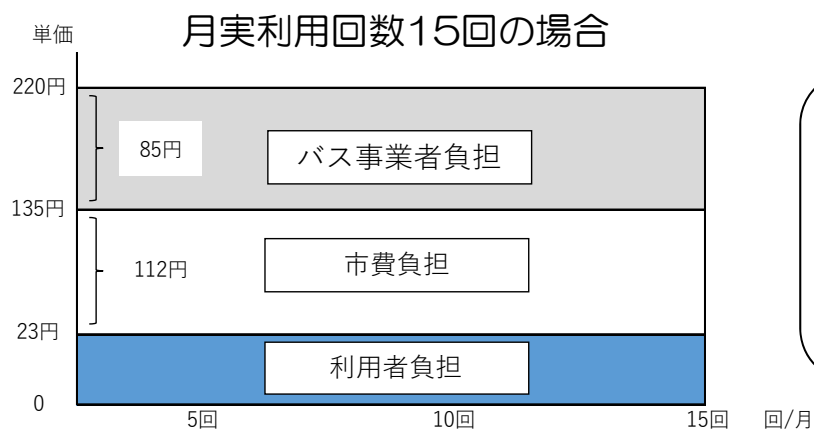 月実利用回数15回の場合
単価
220円
85円
バス事業者負担
135円
112円
市費負担
23円
利用者負担
0
5回
10回
15回
回/月